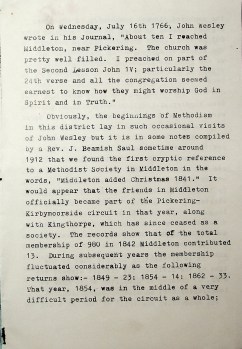 On Wednesday, July 16th 1766, John Wesley
wrote in his Journal, "About ten I reached
Middleton, near Pickering. The church was
pretty well filled. I preached on part of
the Second Lesson John IV; particularly the
24th Verse and all the congregation seemed
earnest to know how they might worship God in
Spirit and in Truth."
Obviously, the beginnings of Methodism
in this district lay in such occasional visits
of John Wesley but it is in some notes compiled
by a Rev. J. Beamish Saul sometime around
1912 that we found the first cryptic reference
to a Methodist Society in Middleton in the
words, "Middleton added Christmas 1841." It
would appear that the friends in Middleton
officially became part of the Pickering-
Kirbymoorside circuit in that year, along
with Kingthorpe, which has since ceased as a
society. The records show that of the total
membership of 980 in 1842 Middleton contributed
13. During subsequent years the membership
fluctuated considerably as the following
returns show:- 1849 - 23; 1854 - 14; 1862 - 33.
That year, 1854, was in the middle of a very
difficult period for the circuit as a whole;